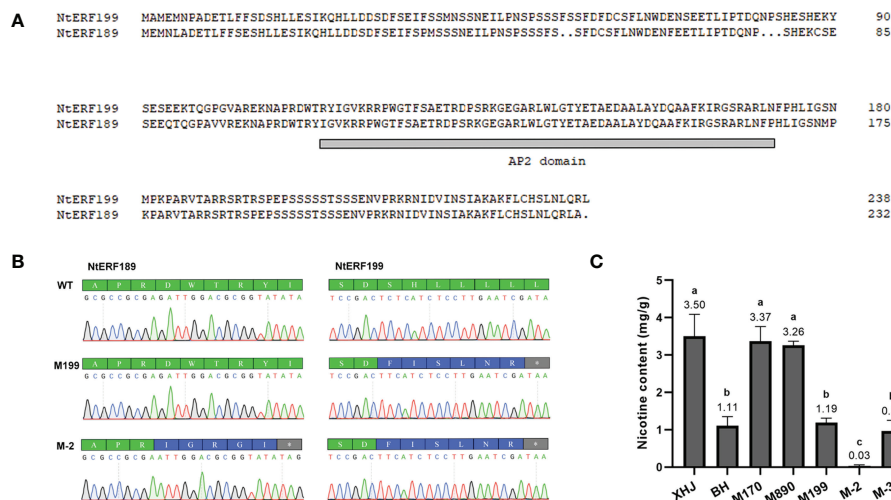 A
NtERF199 MAMEMNPADETLFFSDSHLLESIKQHLLDDSDFSEIFSSMNSSNEILPNSPSSSFSSFDFDCSFLNWDENSEETLIPTDQNPSHESHEKY 90
NtERF189 MEMNLADETLFFSESHLLESIKQHLLDDSDFSEIFSPMSSSNEILPNSPSSSFS..SFDCSFLNWDENFEETLIPTDQNP...SHEKCSE 85
NtERF199 SESEEKTQGPGVAREKNAPRDWTRYIGVKRRPWGTFSAETRDPSRKGEGARLWLGTYETAEDAALAYDQAAFKIRGSRARLNFPHLIGSN 180
NtERF189 SEEQTQGPAVVREKNAPRDWTRYIGVKRRPWGTFSAETRDPSRKGEGARLWLGTYETAEDAALAYDQAAFKIRGSRARLNFPHLIGSNMP 175
AP2 domain
NtERF199 MPKPARVTARRSRTRSPEPSSSSSTSSSENVPRKRNIDVINSIAKAKFLCHSLNLQRL 238
NtERF189 KPARVTARRSRTRSPEPSSSSSTSSSENVPRKRNIDVINSIAKAKFLCHSLNLQRLA. 232
B
NtERF189 NtERF199
WT A P R D W T R Y I S D S H L L L L L
GCGCCGCGAGATTGGACGCGGTATATA TCCGACTCTCATCTCCTTGAATCGATA
M199 A P R D W T R Y I S D F I S L N R *
GCGCCGCGAGATTGGACGCGGTATATA TCCGACTTCATCTCCTTGAATCGATAA
M-2 A P R I G R G I * S D F I S L N R *
GCGCCGCGAATTGGACGCGGTATATAG TCCGACTTCATCTCCTTGAATCGATAA
C
Nicotine content (mg/g)
5
4
3
2
1
0
a b a a b c
3.50 1.11 3.37 3.26 1.19 0.03
XHJ BH M170 M890 M199 M-2